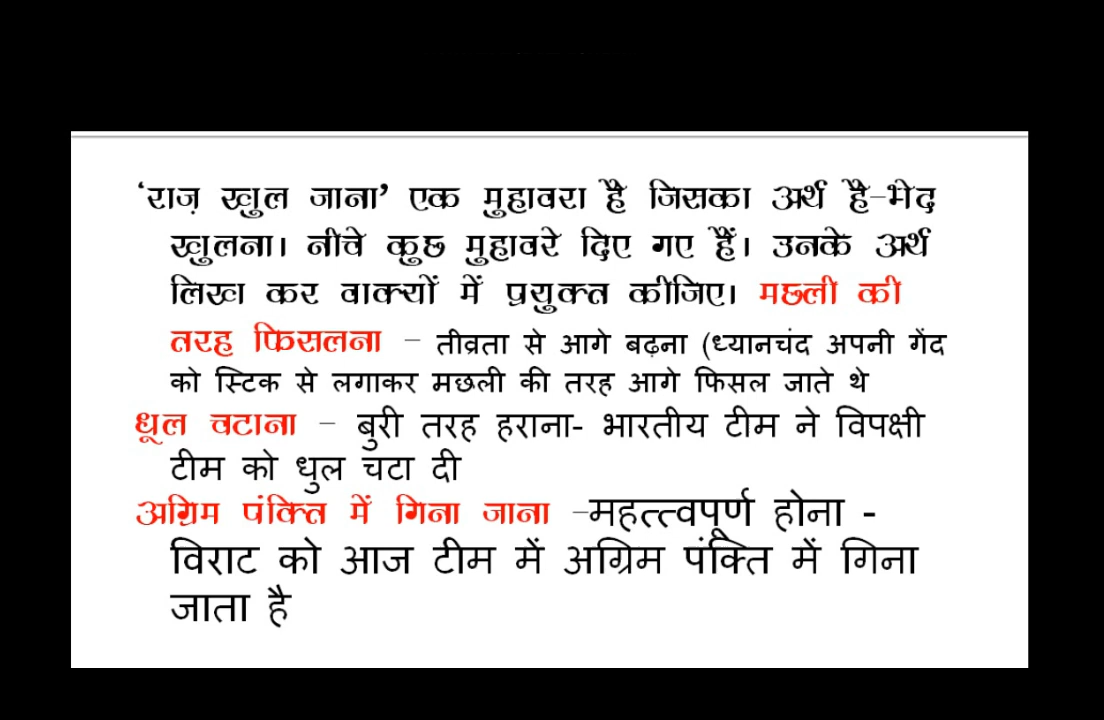 ‘राज़ खुल जाना’ एक मुहावरा है जिसका अर्थ है-भेद
खुलना। नीचे कुछ मुहावरे दिए गए हैं। उनके अर्थ
लिख कर वाक्यों में प्रयुक्त कीजिए। मछली की
तरह फिसलना – तीव्रता से आगे बढ़ना (ध्यानचंद अपनी गेंद
को स्टिक से लगाकर मछली की तरह आगे फिसल जाते थे
धूल चटाना – बुरी तरह हराना- भारतीय टीम ने विपक्षी
टीम को धुल चटा दी
अग्रिम पंक्ति में गिना जाना –महत्त्वपूर्ण होना -
विराट को आज टीम में अग्रिम पंक्ति में गिना
जाता है